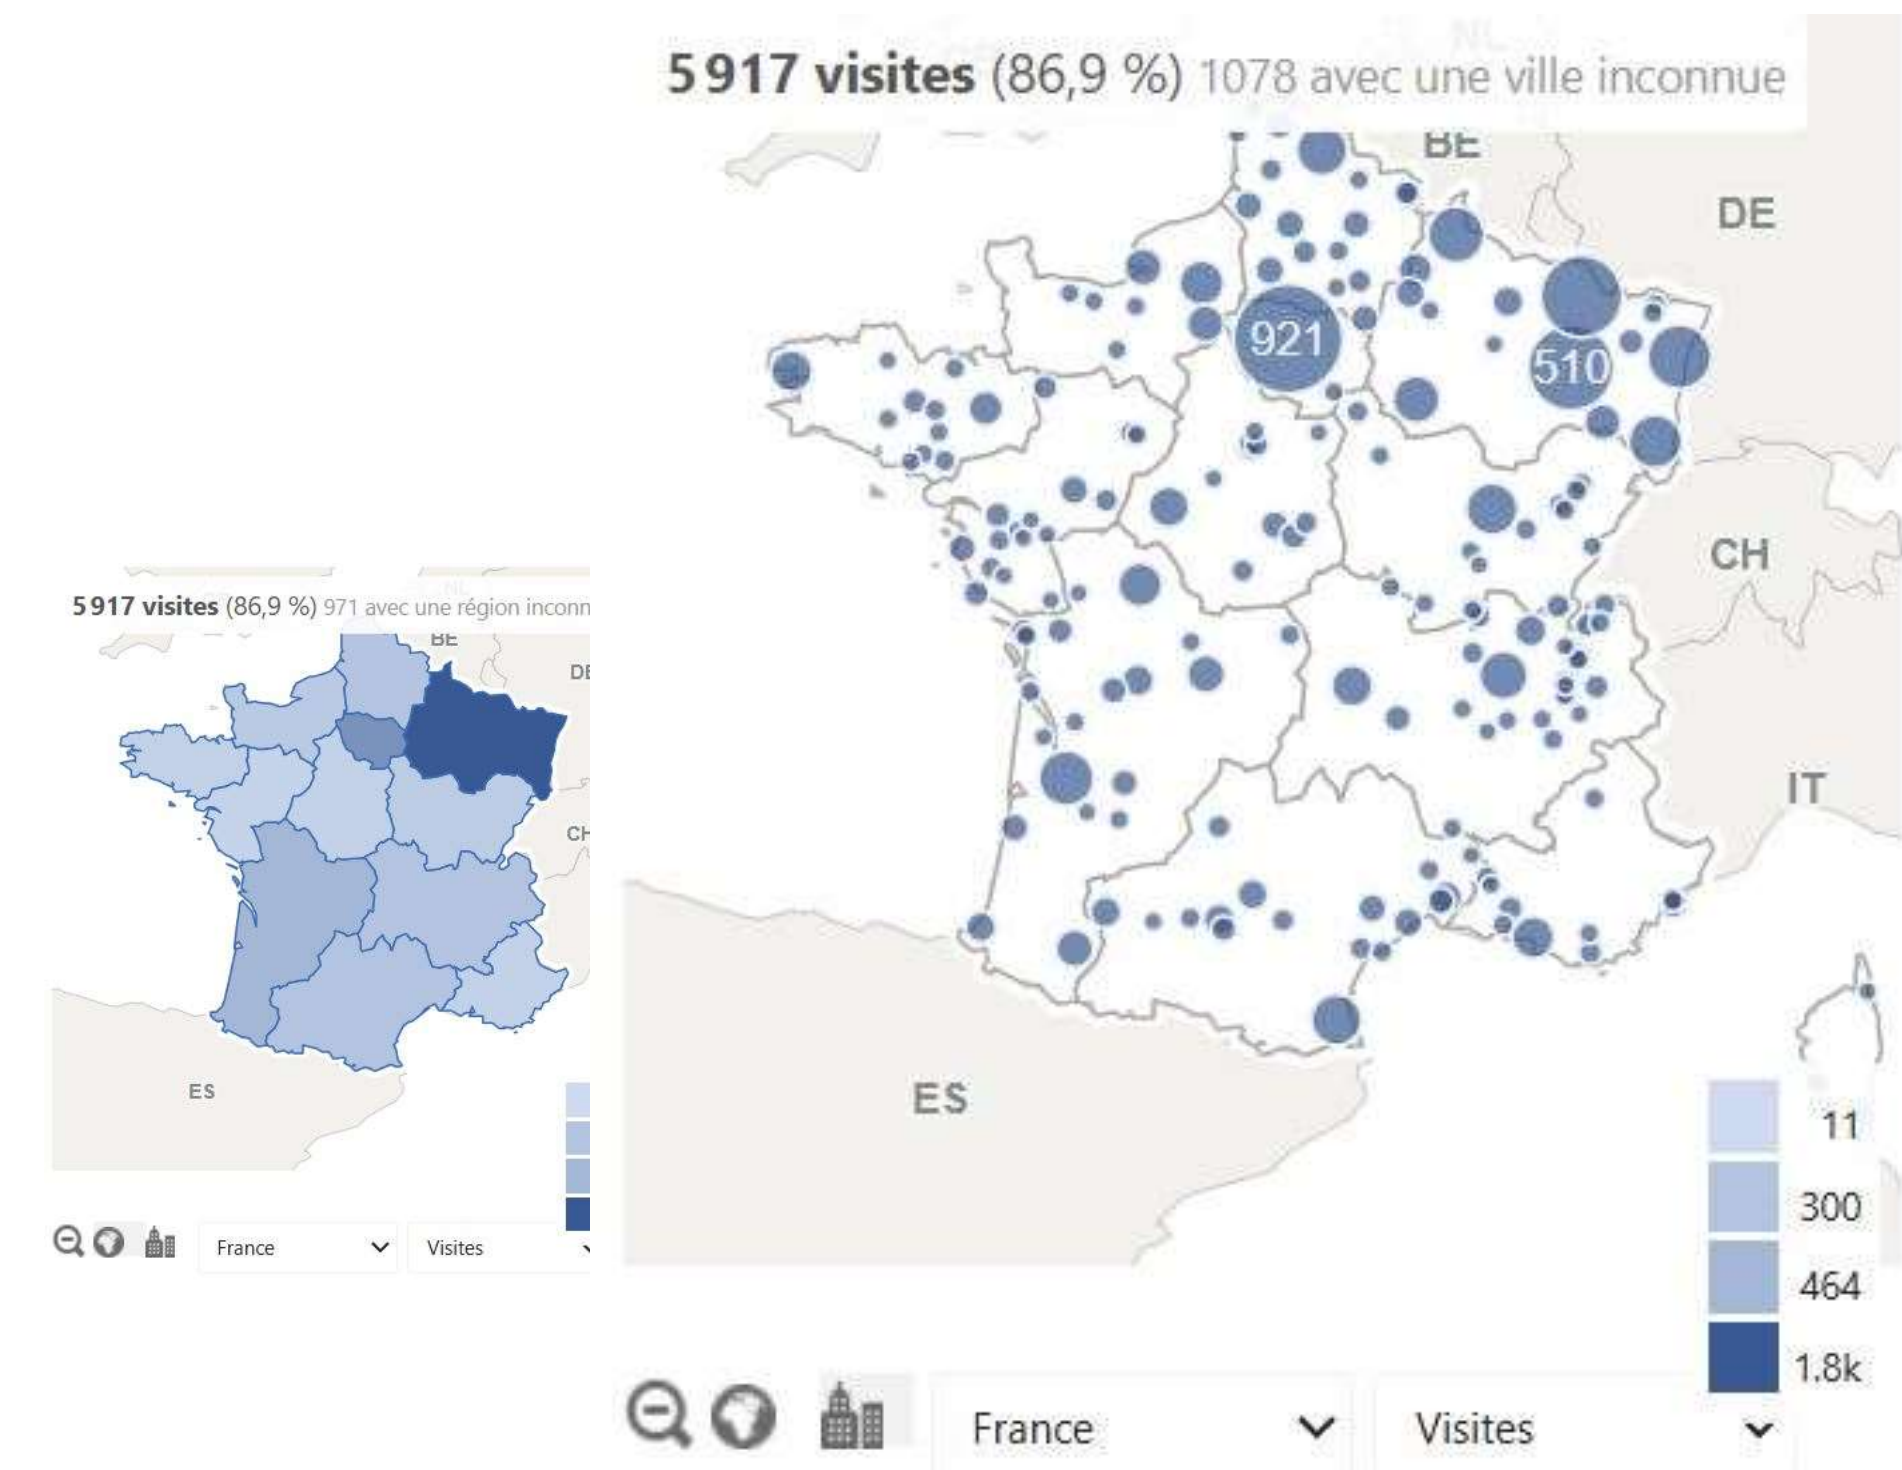 5 917 visites (86,9 %) 971 avec une région inconn
BE
DE
CH
ES
France
Visites
5 917 visites (86,9 %) 1078 avec une ville inconnue
BE
DE
921
510
CH
IT
ES
11
300
464
1.8k
France
Visites